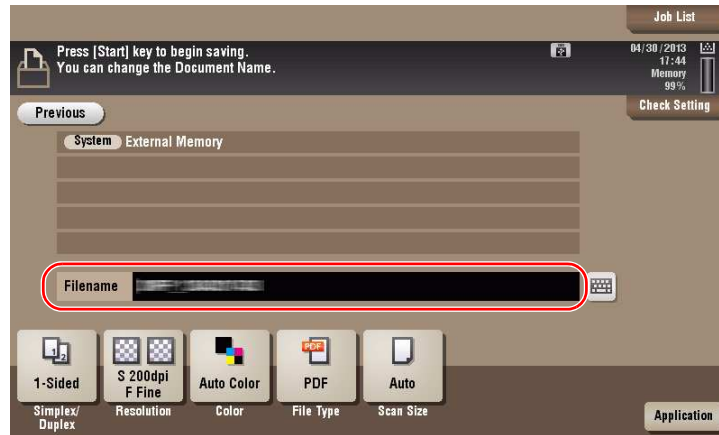 Job List
Press [Start] key to begin saving.
You can change the Document Name.
04/30/2013
17:44
Memory
99%
Previous
Check Setting
System External Memory
Filename
1 2
1-Sided
S 200dpi
F Fine
Auto Color
PDF
PDF
Auto
Simplex/
Duplex
Resolution
Color
File Type
Scan Size
Application